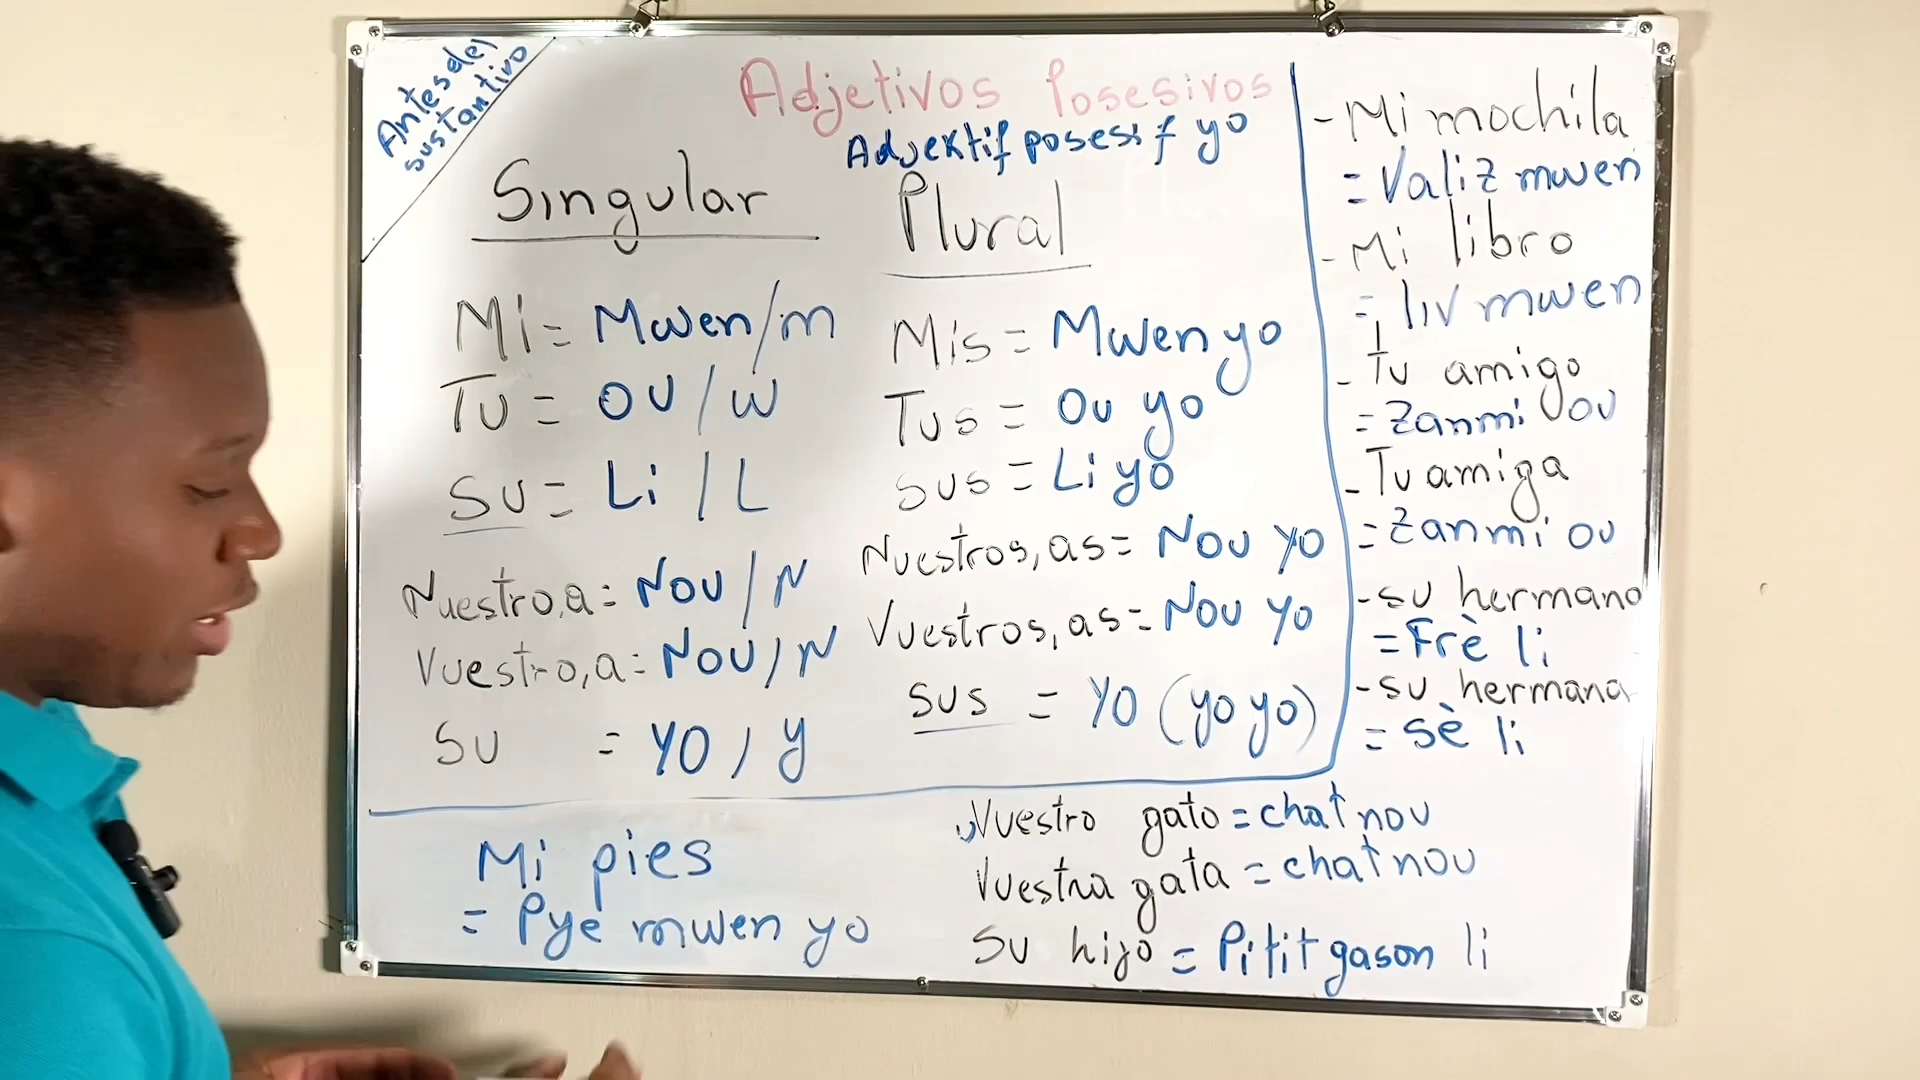 Antes del
sustantivo
Adjetivos Posesivos
Advektif posesif yo
Singular
Mi = Mwen/m
Tu = ou / w
Su = Li / L
Nuestro,a = Nou / N
Vuestro,a = Nou / N
Su = YO / y
Plural
Mis = Mwen yo
Tus = Ou yo
sus = Li yo
Nuestros, as = Nou yo
Vuestros, as = Nou yo
sus = YO (yo yo)
- Mi mochila
= Valiz mwen
- Mi libro
= liv mwen
- Tu amigo
= Zanmi ou
- Tu amiga
= Zanmi ou
- su hermano
= Frè li
- su hermana
= sè li
Mi pies
= Pye mwen yo
Vuestro gato = chat nou
Vuestra gata = chat nou
Su hijo = Pitit gason li